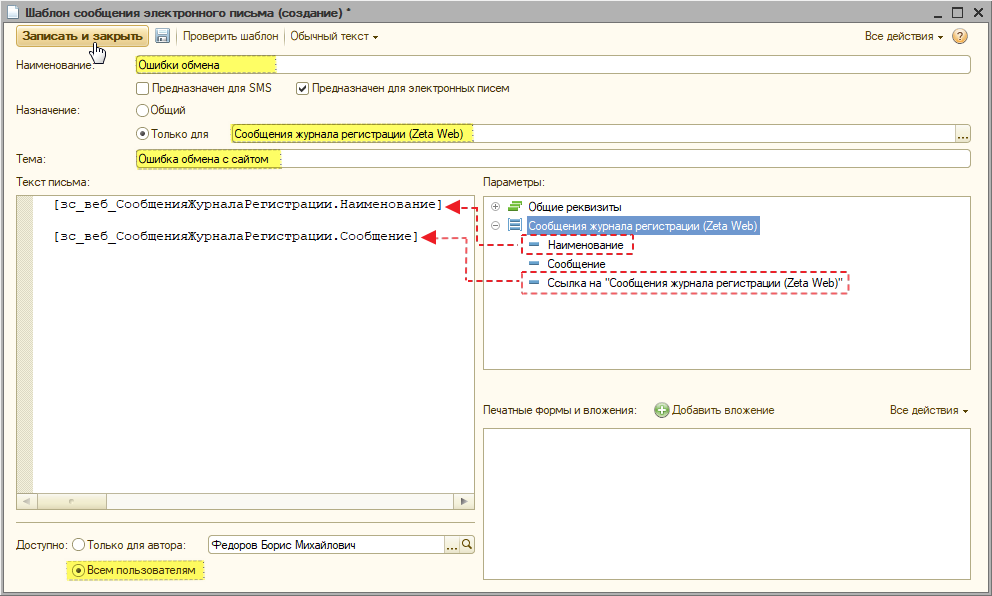 Шаблон сообщения электронного письма (создание) *
Записать и закрыть Проверить шаблон Обычный текст Все действия ?
Наименование: Ошибки обмена
Предназначен для SMS Предназначен для электронных писем
Назначение: Общий
Только для Сообщения журнала регистрации (Zeta Web) ...
Тема: Ошибка обмена с сайтом
Текст письма: Параметры:
[зс_веб_СообщенияЖурналаРегистрации.Наименование]
[зс_веб_СообщенияЖурналаРегистрации.Сообщение]
Общие реквизиты
Сообщения журнала регистрации (Zeta Web)
Наименование
Сообщение
Ссылка на "Сообщения журнала регистрации (Zeta Web)"
Печатные формы и вложения: Добавить вложение Все действия
Доступно: Только для автора: Федоров Борис Михайлович ...
Всем пользователям